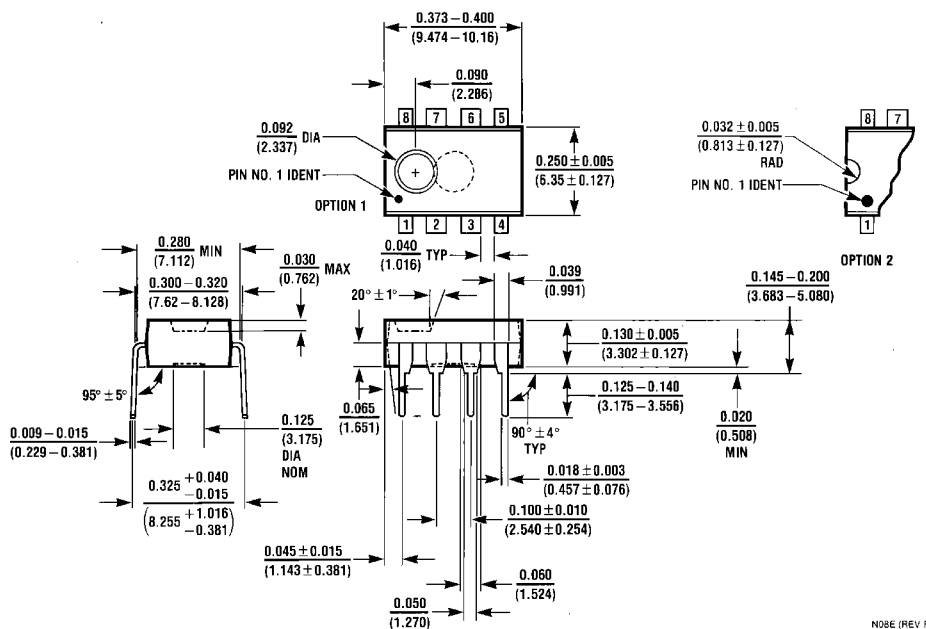 0.373 – 0.400
(9.474 – 10.16)
0.090
(2.286)
8 7 6 5
0.092 DIA
(2.337)
+
PIN NO. 1 IDENT
OPTION 1
1 2 3 4
0.250 ± 0.005
(6.35 ± 0.127)
8 7
0.032 ± 0.005
(0.813 ± 0.127)
RAD
PIN NO. 1 IDENT
1
OPTION 2
0.280 MIN
(7.112)
0.300 – 0.320
(7.62 – 8.128)
0.030 MAX
(0.762)
0.040 TYP
(1.016)
20° ± 1°
0.039
(0.991)
0.145 – 0.200
(3.683 – 5.080)
0.130 ± 0.005
(3.302 ± 0.127)
0.125 – 0.140
(3.175 – 3.556)
0.020
(0.508)
MIN
95° ± 5°
0.009 – 0.015
(0.229 – 0.381)
0.125
(3.175)
DIA
NOM
0.065
(1.651)
90° ± 4°
TYP
0.018 ± 0.003
(0.457 ± 0.076)
0.325 +0.040
–0.015
(8.255 +1.016
–0.381)
0.100 ± 0.010
(2.540 ± 0.254)
0.045 ± 0.015
(1.143 ± 0.381)
0.060
(1.524)
0.050
(1.270)
N08E (REV F